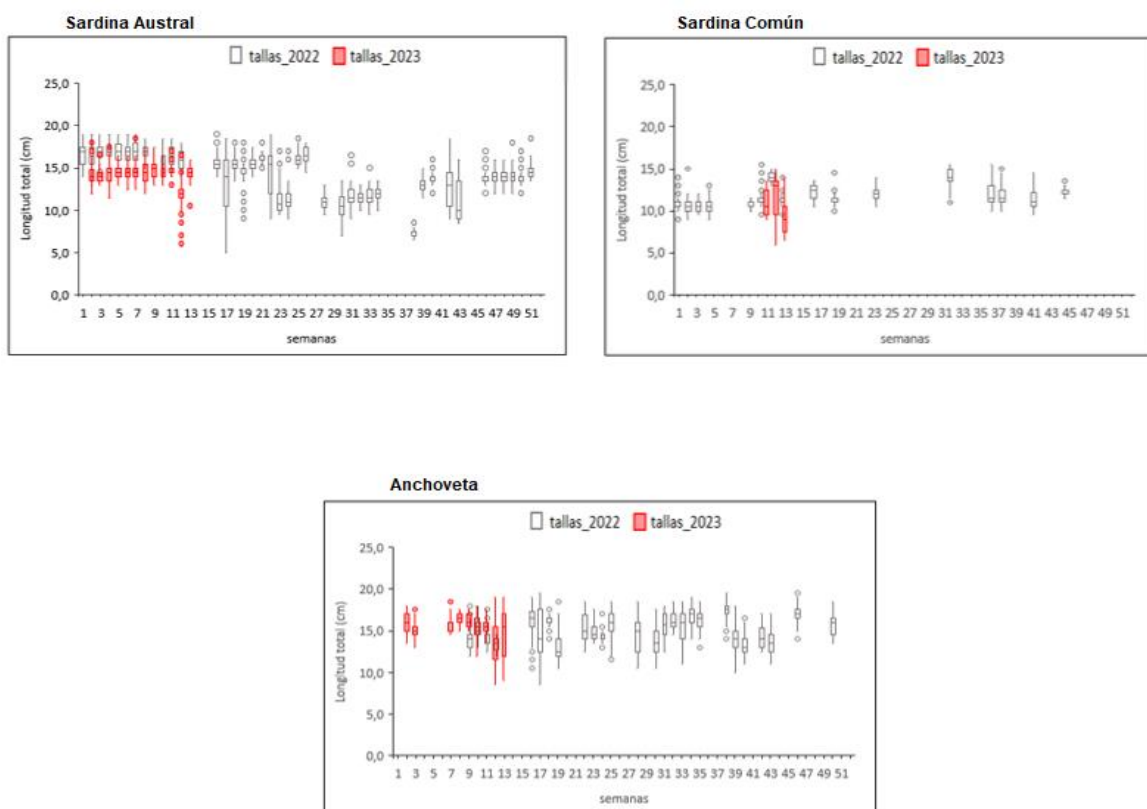 Sardina Austral
tallas_2022 tallas_2023
25,0
20,0
15,0
10,0
5,0
0,0
Longitud total (cm)
1 3 5 7 9 11 13 15 17 19 21 23 25 27 29 31 33 35 37 39 41 43 45 47 49 51
semanas
Sardina Común
tallas_2022 tallas_2023
25,0
20,0
15,0
10,0
5,0
0,0
Longitud total (cm)
1 3 5 7 9 11 13 15 17 19 21 23 25 27 29 31 33 35 37 39 41 43 45 47 49 51
semanas
Anchoveta
tallas_2022 tallas_2023
25,0
20,0
15,0
10,0
5,0
0,0
Longitud total (cm)
1 3 5 7 9 11 13 15 17 19 21 23 25 27 29 31 33 35 37 39 41 43 45 47 49 51
semanas